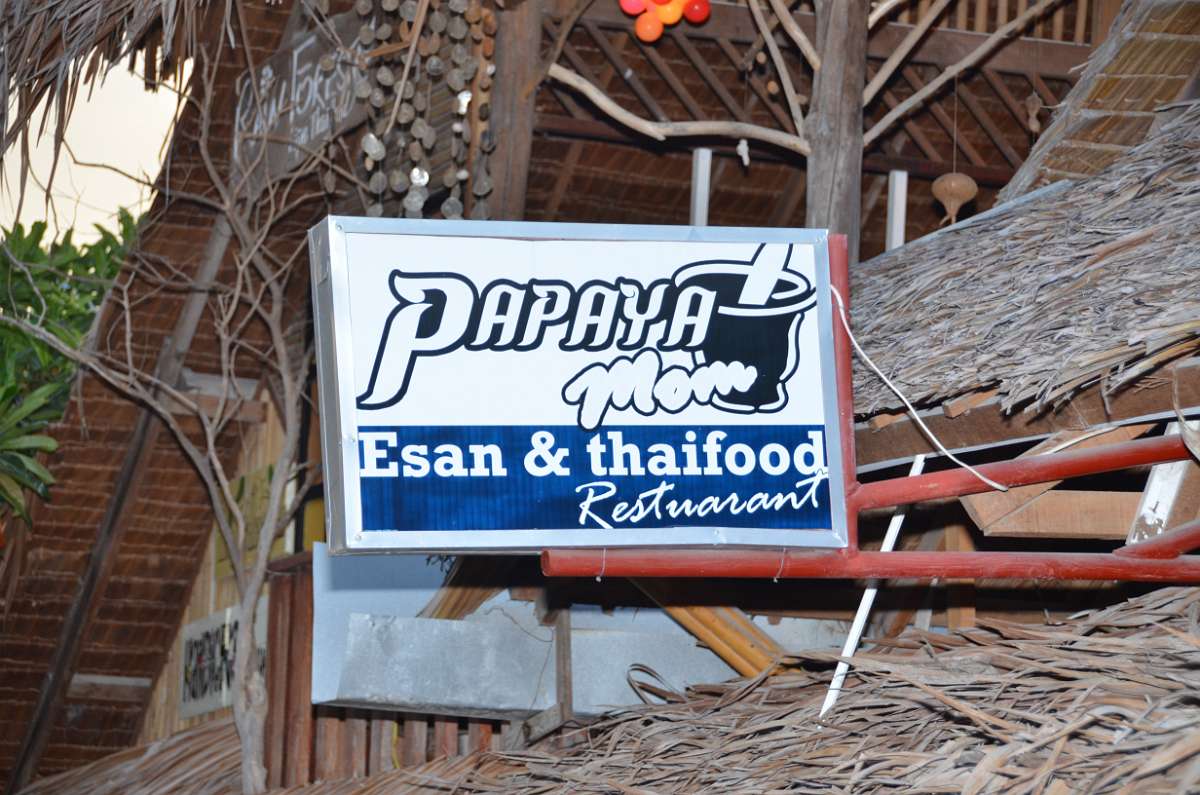 PAPAYA
Mom
Esan & thaifood
Restuarant